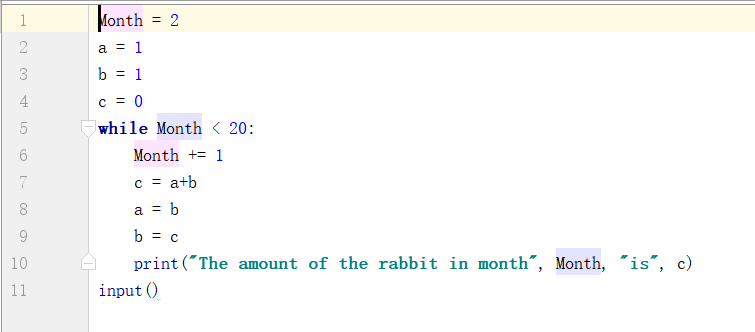 1 Month = 2
2 a = 1
3 b = 1
4 c = 0
5 while Month < 20:
6     Month += 1
7     c = a+b
8     a = b
9     b = c
10     print("The amount of the rabbit in month", Month, "is", c)
11 input()